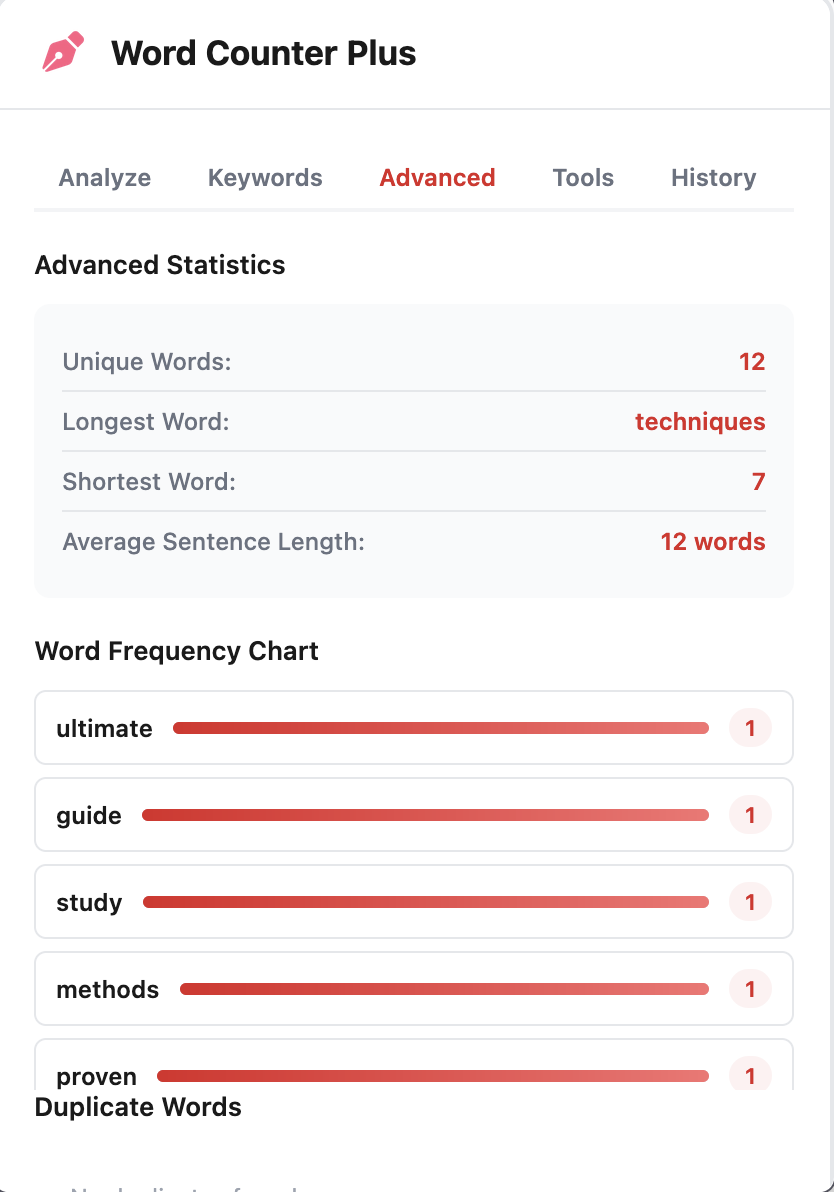 Word Counter Plus
Analyze Keywords Advanced Tools History
Advanced Statistics
Unique Words: 12
Longest Word: techniques
Shortest Word: 7
Average Sentence Length: 12 words
Word Frequency Chart
ultimate 1
guide 1
study 1
methods 1
proven 1
Duplicate Words